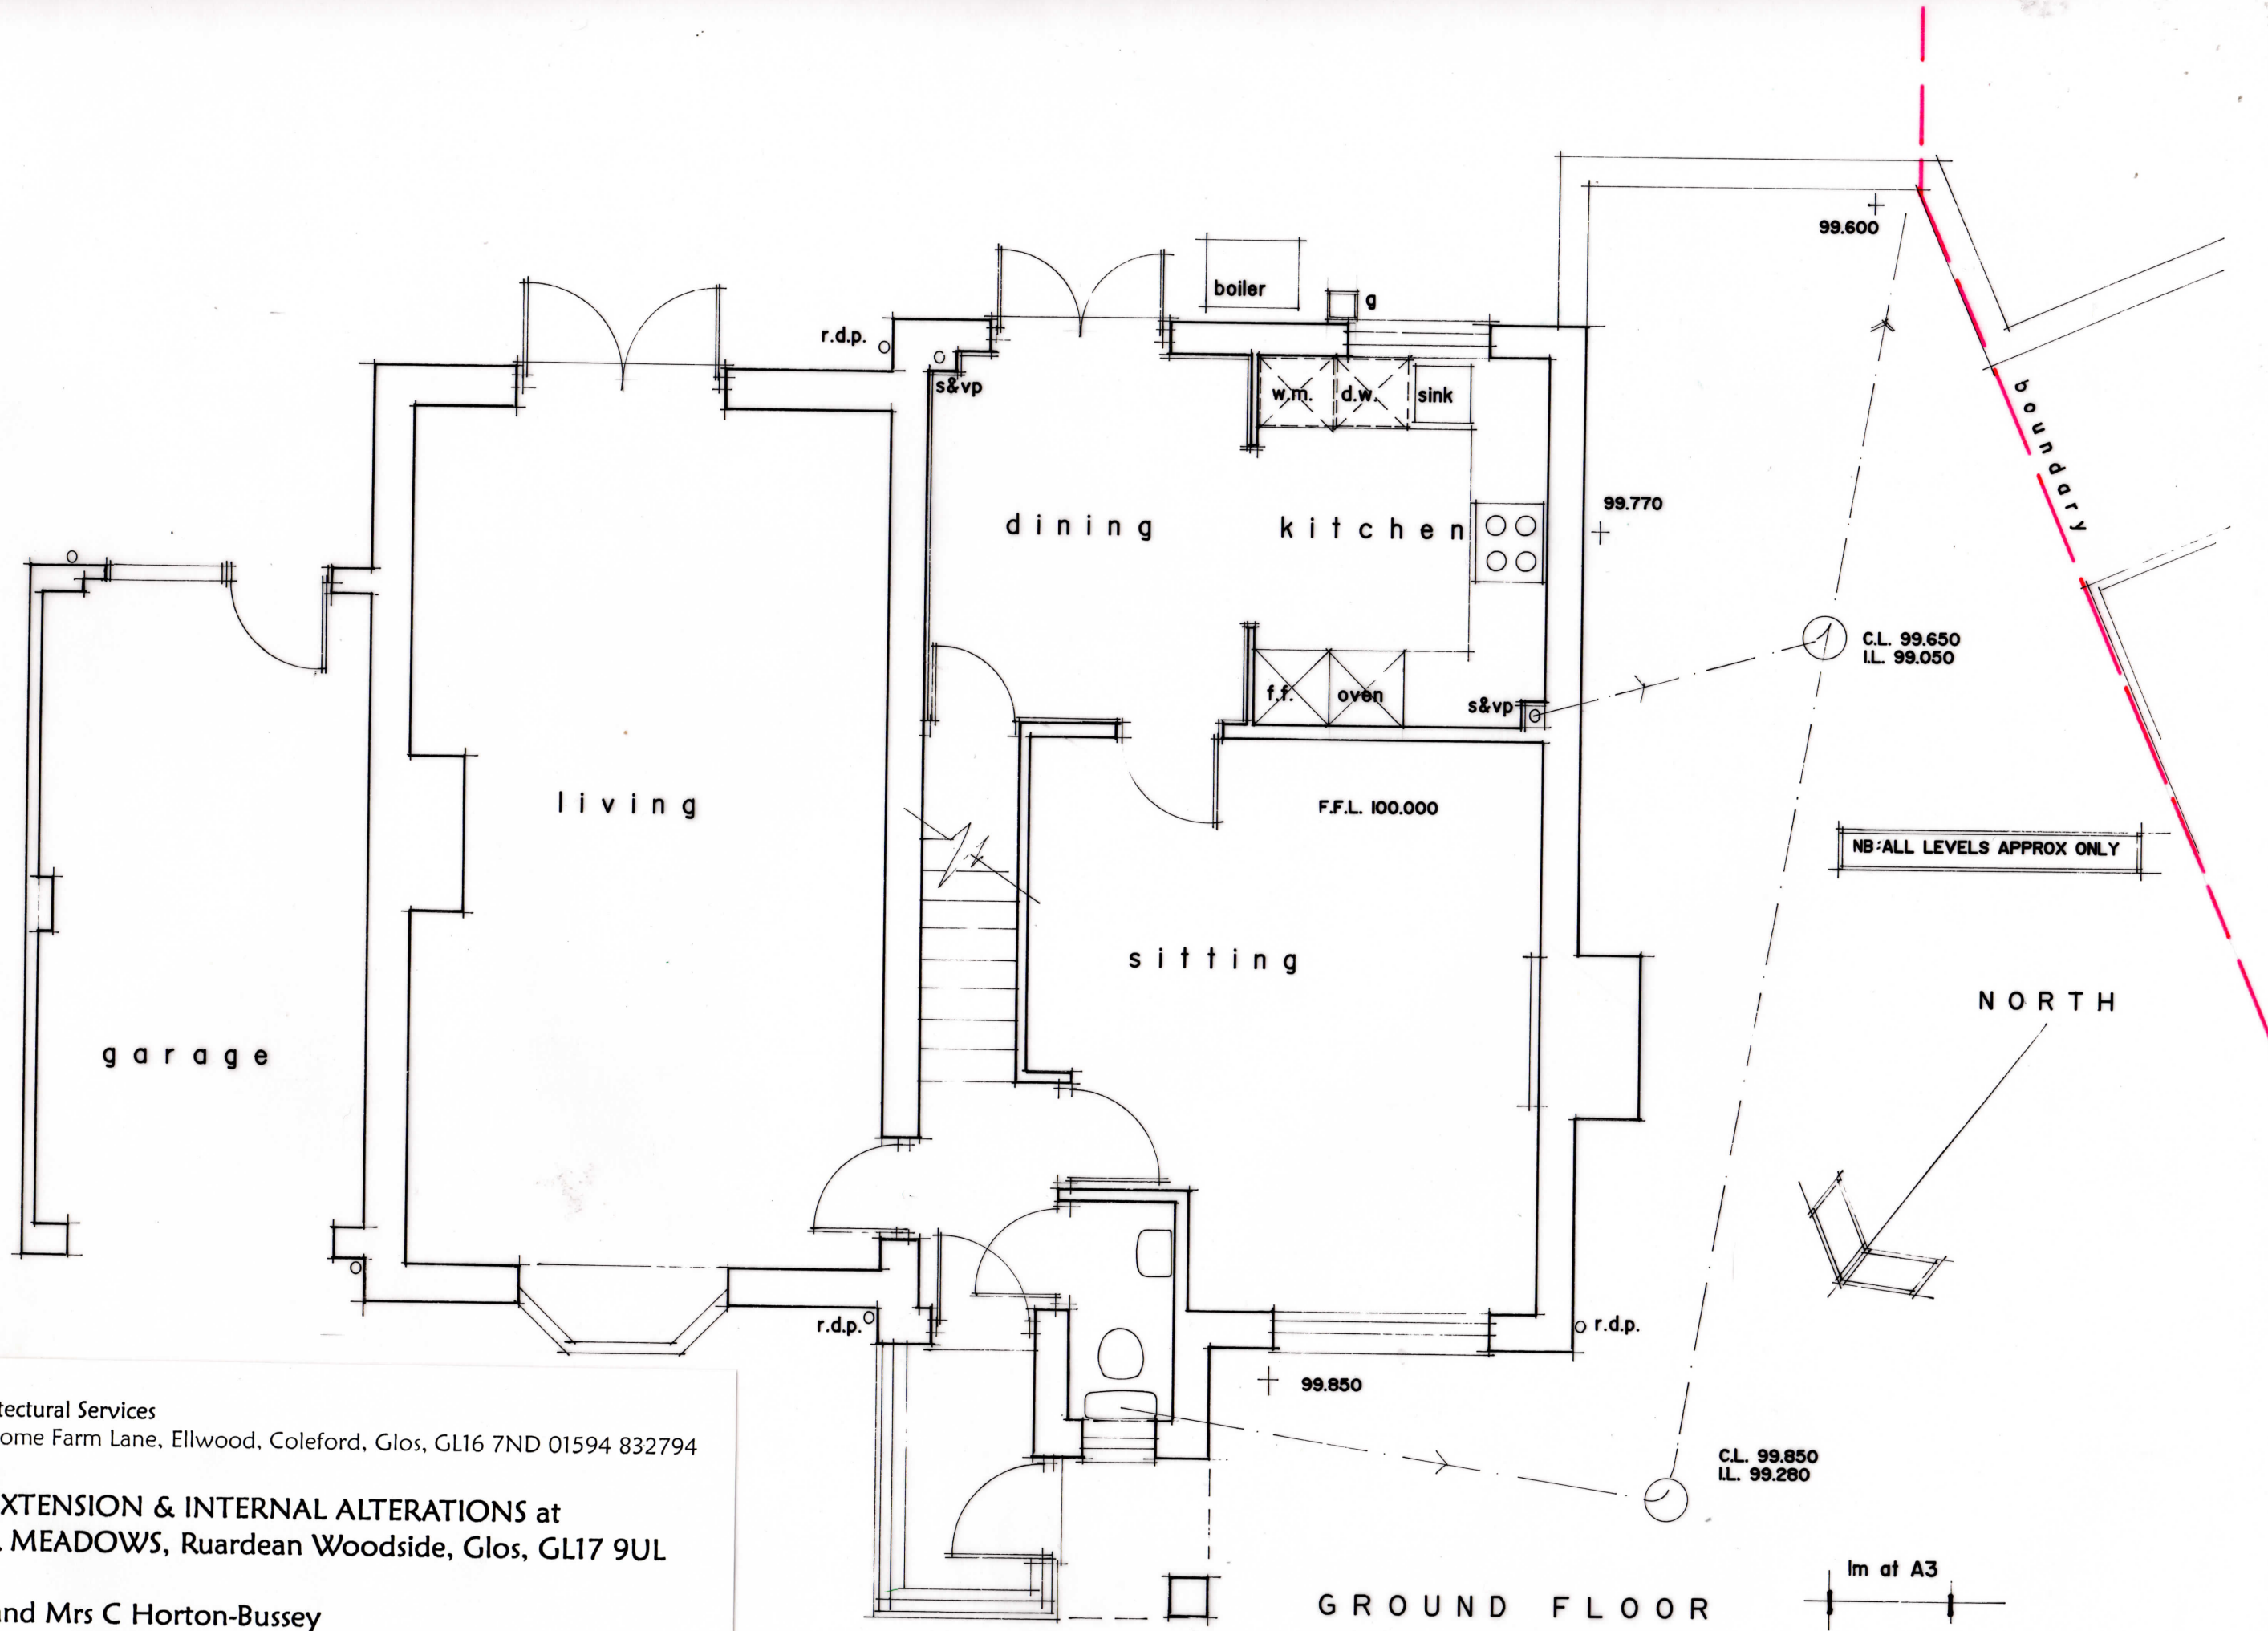 99.600
boiler
g
r.d.p.
s&vp
w.m.
d.w.
sink
boundary
dining
kitchen
99.770
C.L. 99.650
I.L. 99.050
f.f.
oven
s&vp
living
F.F.L. 100.000
NB: ALL LEVELS APPROX ONLY
sitting
NORTH
garage
r.d.p.
r.d.p.
99.850
tectural Services
ome Farm Lane, Ellwood, Coleford, Glos, GL16 7ND 01594 832794
C.L. 99.850
I.L. 99.280
XTENSION & INTERNAL ALTERATIONS at
. MEADOWS, Ruardean Woodside, Glos, GL17 9UL
1m at A3
GROUND FLOOR
and Mrs C Horton-Bussey